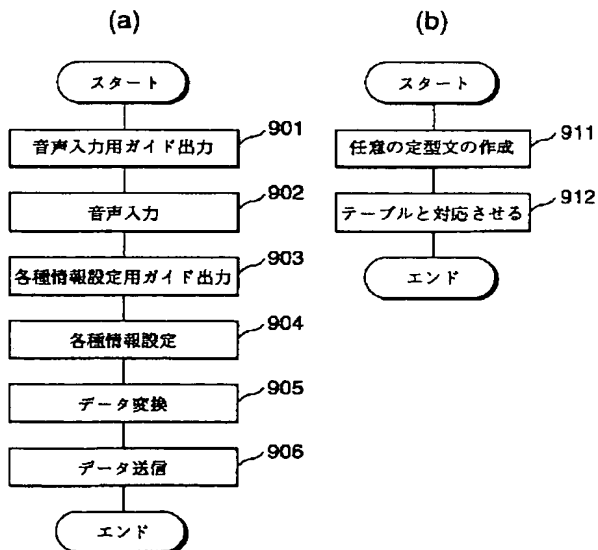 (a)
スタート
音声入力用ガイド出力
901
音声入力
902
各種情報設定用ガイド出力
903
各種情報設定
904
データ変換
905
データ送信
906
エンド
(b)
スタート
任意の定型文の作成
911
テーブルと対応させる
912
エンド